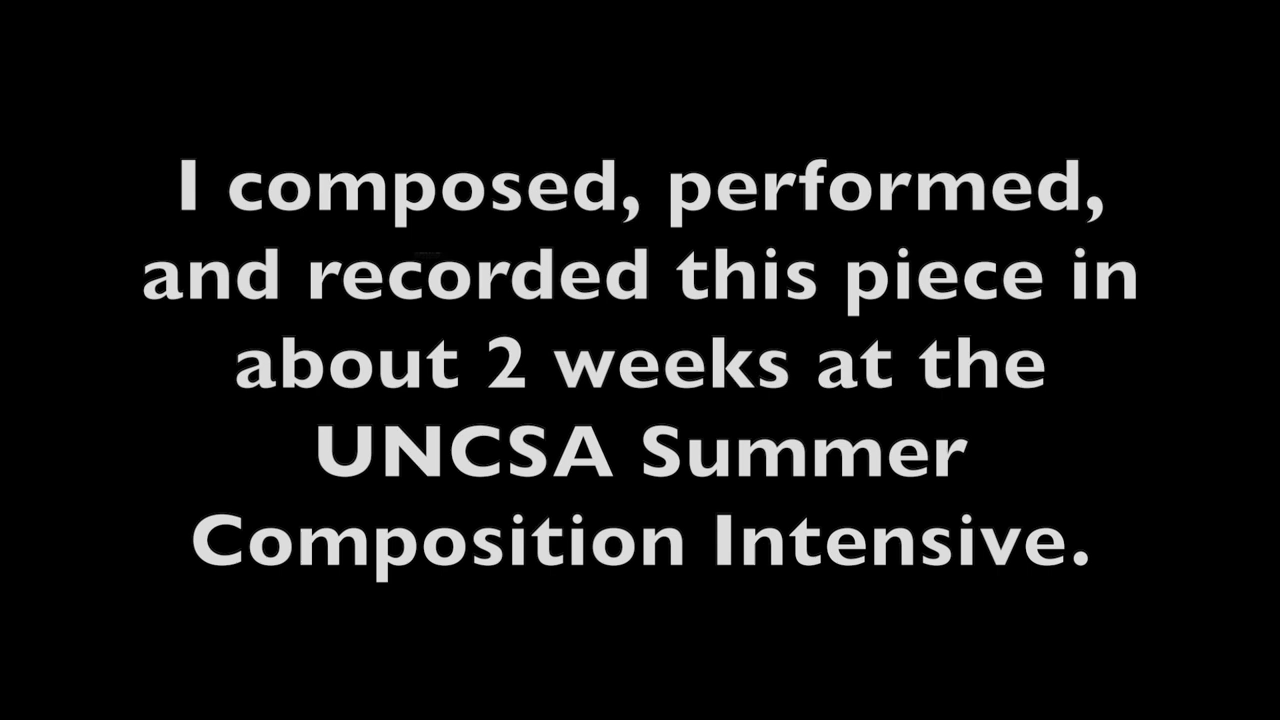 I composed, performed,
and recorded this piece in
about 2 weeks at the
UNCSA Summer
Composition Intensive.